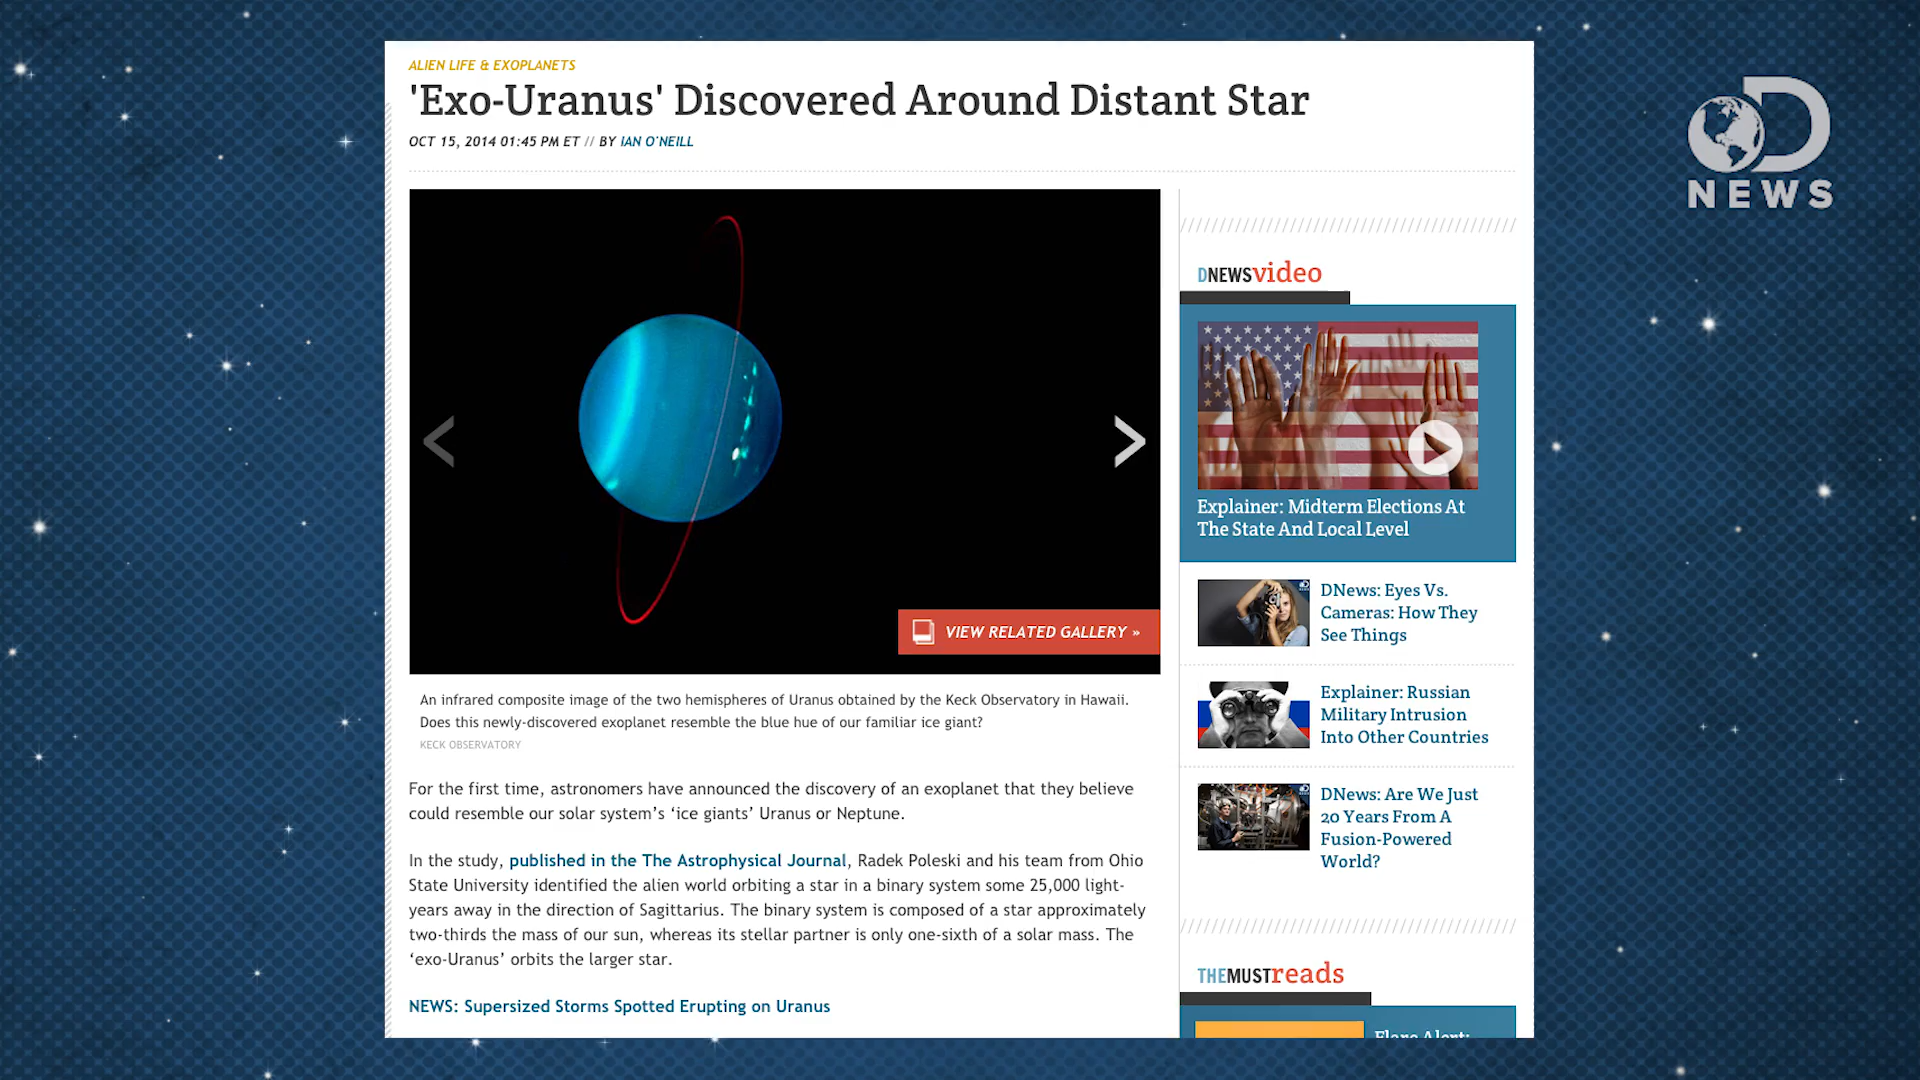 ALIEN LIFE & EXOPLANETS
'Exo-Uranus' Discovered Around Distant Star
OCT 15, 2014 01:45 PM ET // BY IAN O'NEILL
VIEW RELATED GALLERY »
An infrared composite image of the two hemispheres of Uranus obtained by the Keck Observatory in Hawaii.
Does this newly-discovered exoplanet resemble the blue hue of our familiar ice giant?
KECK OBSERVATORY
For the first time, astronomers have announced the discovery of an exoplanet that they believe
could resemble our solar system’s ‘ice giants’ Uranus or Neptune.
In the study, published in the The Astrophysical Journal, Radek Poleski and his team from Ohio
State University identified the alien world orbiting a star in a binary system some 25,000 light-
years away in the direction of Sagittarius. The binary system is composed of a star approximately
two-thirds the mass of our sun, whereas its stellar partner is only one-sixth of a solar mass. The
‘exo-Uranus’ orbits the larger star.
NEWS: Supersized Storms Spotted Erupting on Uranus
DNEWSvideo
Explainer: Midterm Elections At
The State And Local Level
DNews: Eyes Vs.
Cameras: How They
See Things
Explainer: Russian
Military Intrusion
Into Other Countries
DNews: Are We Just
20 Years From A
Fusion-Powered
World?
THEMUSTreads
Flare Alert:
D
NEWS